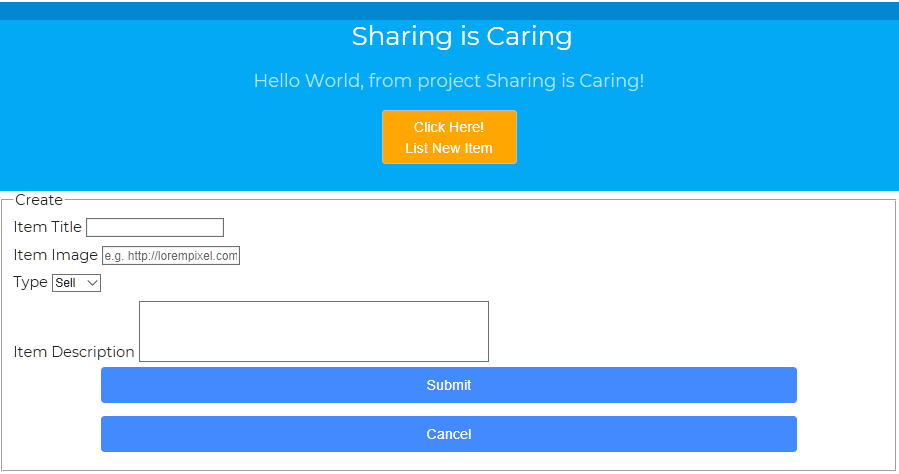 Sharing is Caring
Hello World, from project Sharing is Caring!
Click Here!
List New Item
Create
Item Title
Item Image e.g. http://lorempixel.com
Type Sell
Item Description
Submit
Cancel